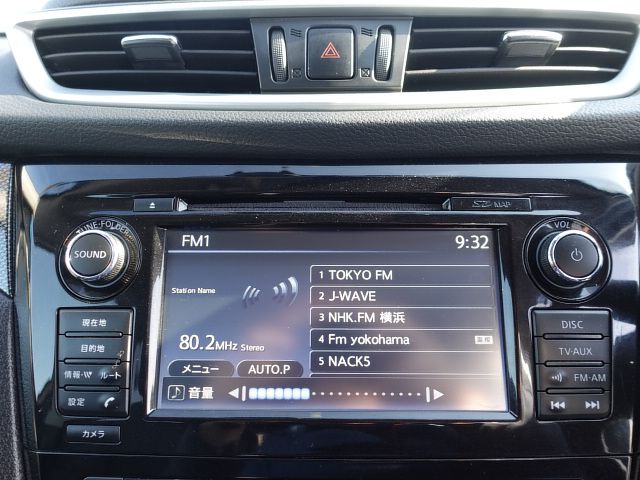 SD MAP
TUNE·FOLDER
SOUND
VOL
FM1
9:32
Station Name
80.2MHz Stereo
メニュー
AUTO.P
1 TOKYO FM
2 J-WAVE
3 NHK.FM 横浜
4 Fm yokohama
5 NACK5
音量
現在地
目的地
情報・
ルート
設定
カメラ
DISC
TV·AUX
FM·AM